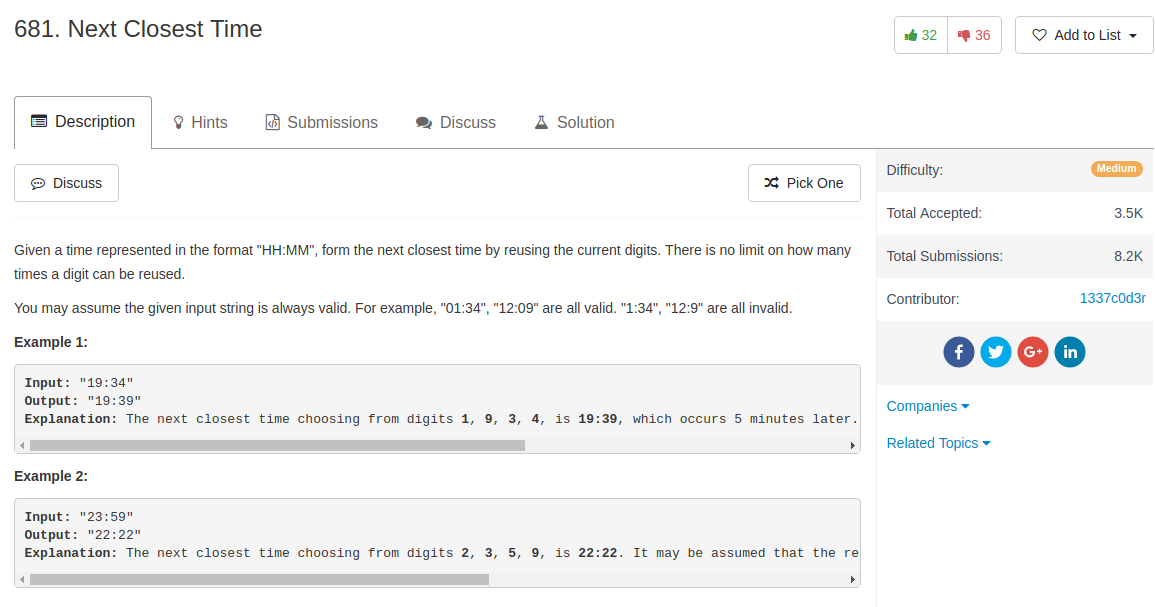 681. Next Closest Time
32
36
Add to List
Description
Hints
Submissions
Discuss
Solution
Discuss
Pick One
Given a time represented in the format "HH:MM", form the next closest time by reusing the current digits. There is no limit on how many
times a digit can be reused.
You may assume the given input string is always valid. For example, "01:34", "12:09" are all valid. "1:34", "12:9" are all invalid.
Example 1:
Input: "19:34"
Output: "19:39"
Explanation: The next closest time choosing from digits 1, 9, 3, 4, is 19:39, which occurs 5 minutes later.
Example 2:
Input: "23:59"
Output: "22:22"
Explanation: The next closest time choosing from digits 2, 3, 5, 9, is 22:22. It may be assumed that the re
Difficulty:
Medium
Total Accepted:
3.5K
Total Submissions:
8.2K
Contributor:
1337c0d3r
f
G+
in
Companies
Related Topics